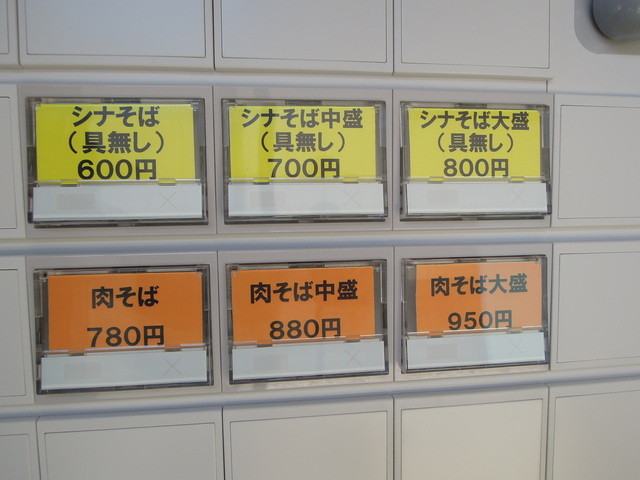 シナそば
（具無し）
600円
シナそば中盛
（具無し）
700円
シナそば大盛
（具無し）
800円
肉そば
780円
肉そば中盛
880円
肉そば大盛
950円